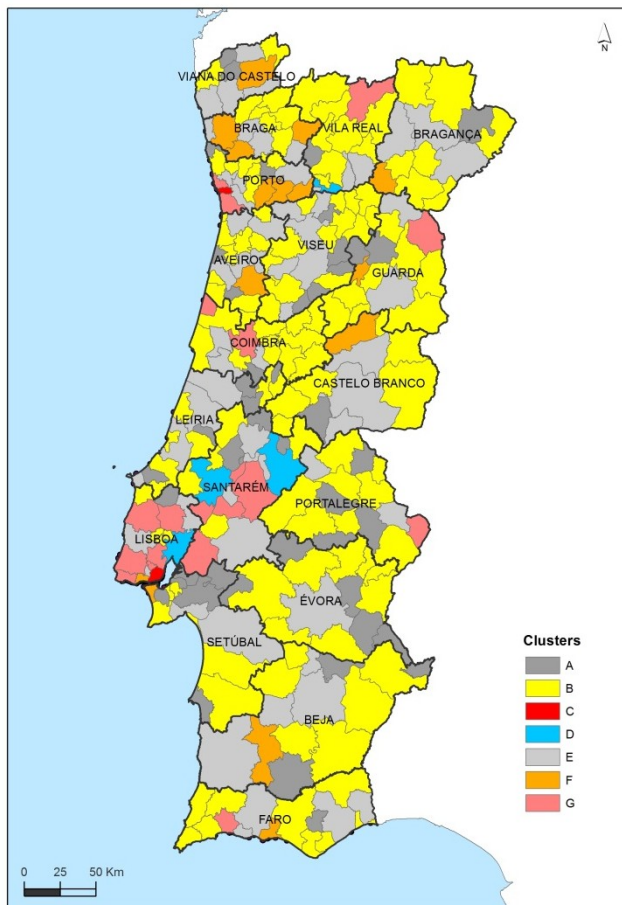 N
VIANA DO CASTELO
BRAGA
VILA REAL
BRAGANÇA
PORTO
VISEU
AVEIRO
GUARDA
COIMBRA
CASTELO BRANCO
LEIRIA
SANTARÉM
PORTALEGRE
LISBOA
ÉVORA
SETÚBAL
BEJA
FARO
Clusters
A
B
C
D
E
F
G
0 25 50 Km